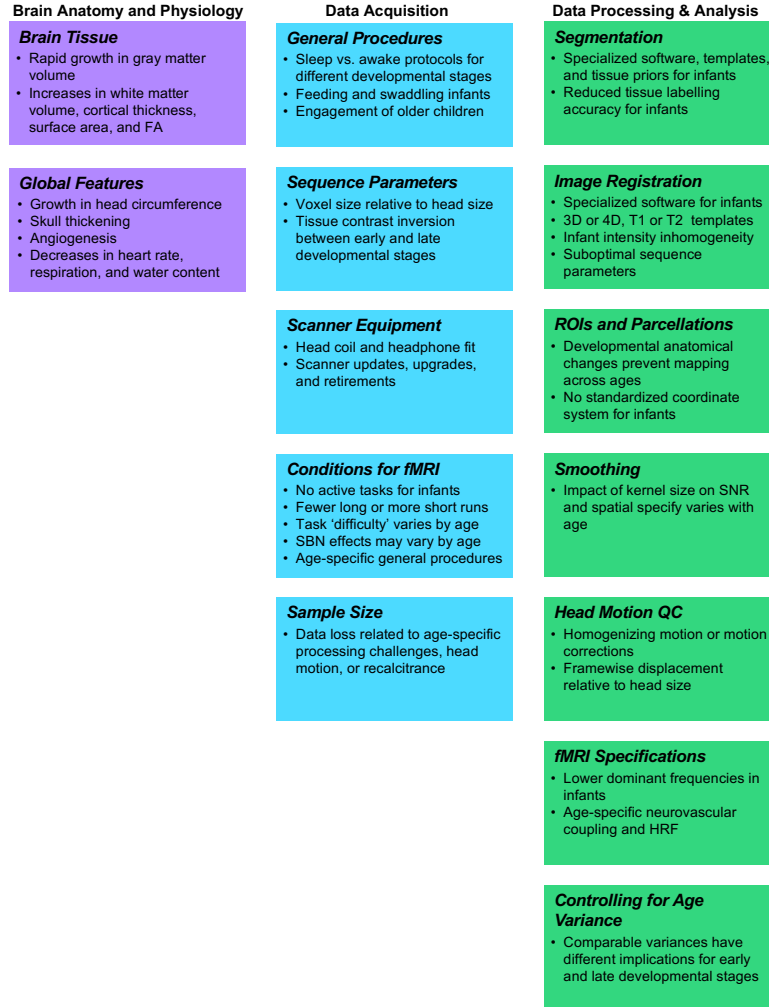 Brain Anatomy and Physiology
Brain Tissue
• Rapid growth in gray matter
volume
• Increases in white matter
volume, cortical thickness,
surface area, and FA
Global Features
• Growth in head circumference
• Skull thickening
• Angiogenesis
• Decreases in heart rate,
respiration, and water content
Data Acquisition
General Procedures
• Sleep vs. awake protocols for
different developmental stages
• Feeding and swaddling infants
• Engagement of older children
Sequence Parameters
• Voxel size relative to head size
• Tissue contrast inversion
between early and late
developmental stages
Scanner Equipment
• Head coil and headphone fit
• Scanner updates, upgrades,
and retirements
Conditions for fMRI
• No active tasks for infants
• Fewer long or more short runs
• Task ‘difficulty’ varies by age
• SBN effects may vary by age
• Age-specific general procedures
Sample Size
• Data loss related to age-specific
processing challenges, head
motion, or recalcitrance
Data Processing & Analysis
Segmentation
• Specialized software, templates,
and tissue priors for infants
• Reduced tissue labelling
accuracy for infants
Image Registration
• Specialized software for infants
• 3D or 4D, T1 or T2 templates
• Infant intensity inhomogeneity
• Suboptimal sequence
parameters
ROIs and Parcellations
• Developmental anatomical
changes prevent mapping
across ages
• No standardized coordinate
system for infants
Smoothing
• Impact of kernel size on SNR
and spatial specify varies with
age
Head Motion QC
• Homogenizing motion or motion
corrections
• Framewise displacement
relative to head size
fMRI Specifications
• Lower dominant frequencies in
infants
• Age-specific neurovascular
coupling and HRF
Controlling for Age
Variance
• Comparable variances have
different implications for early
and late developmental stages